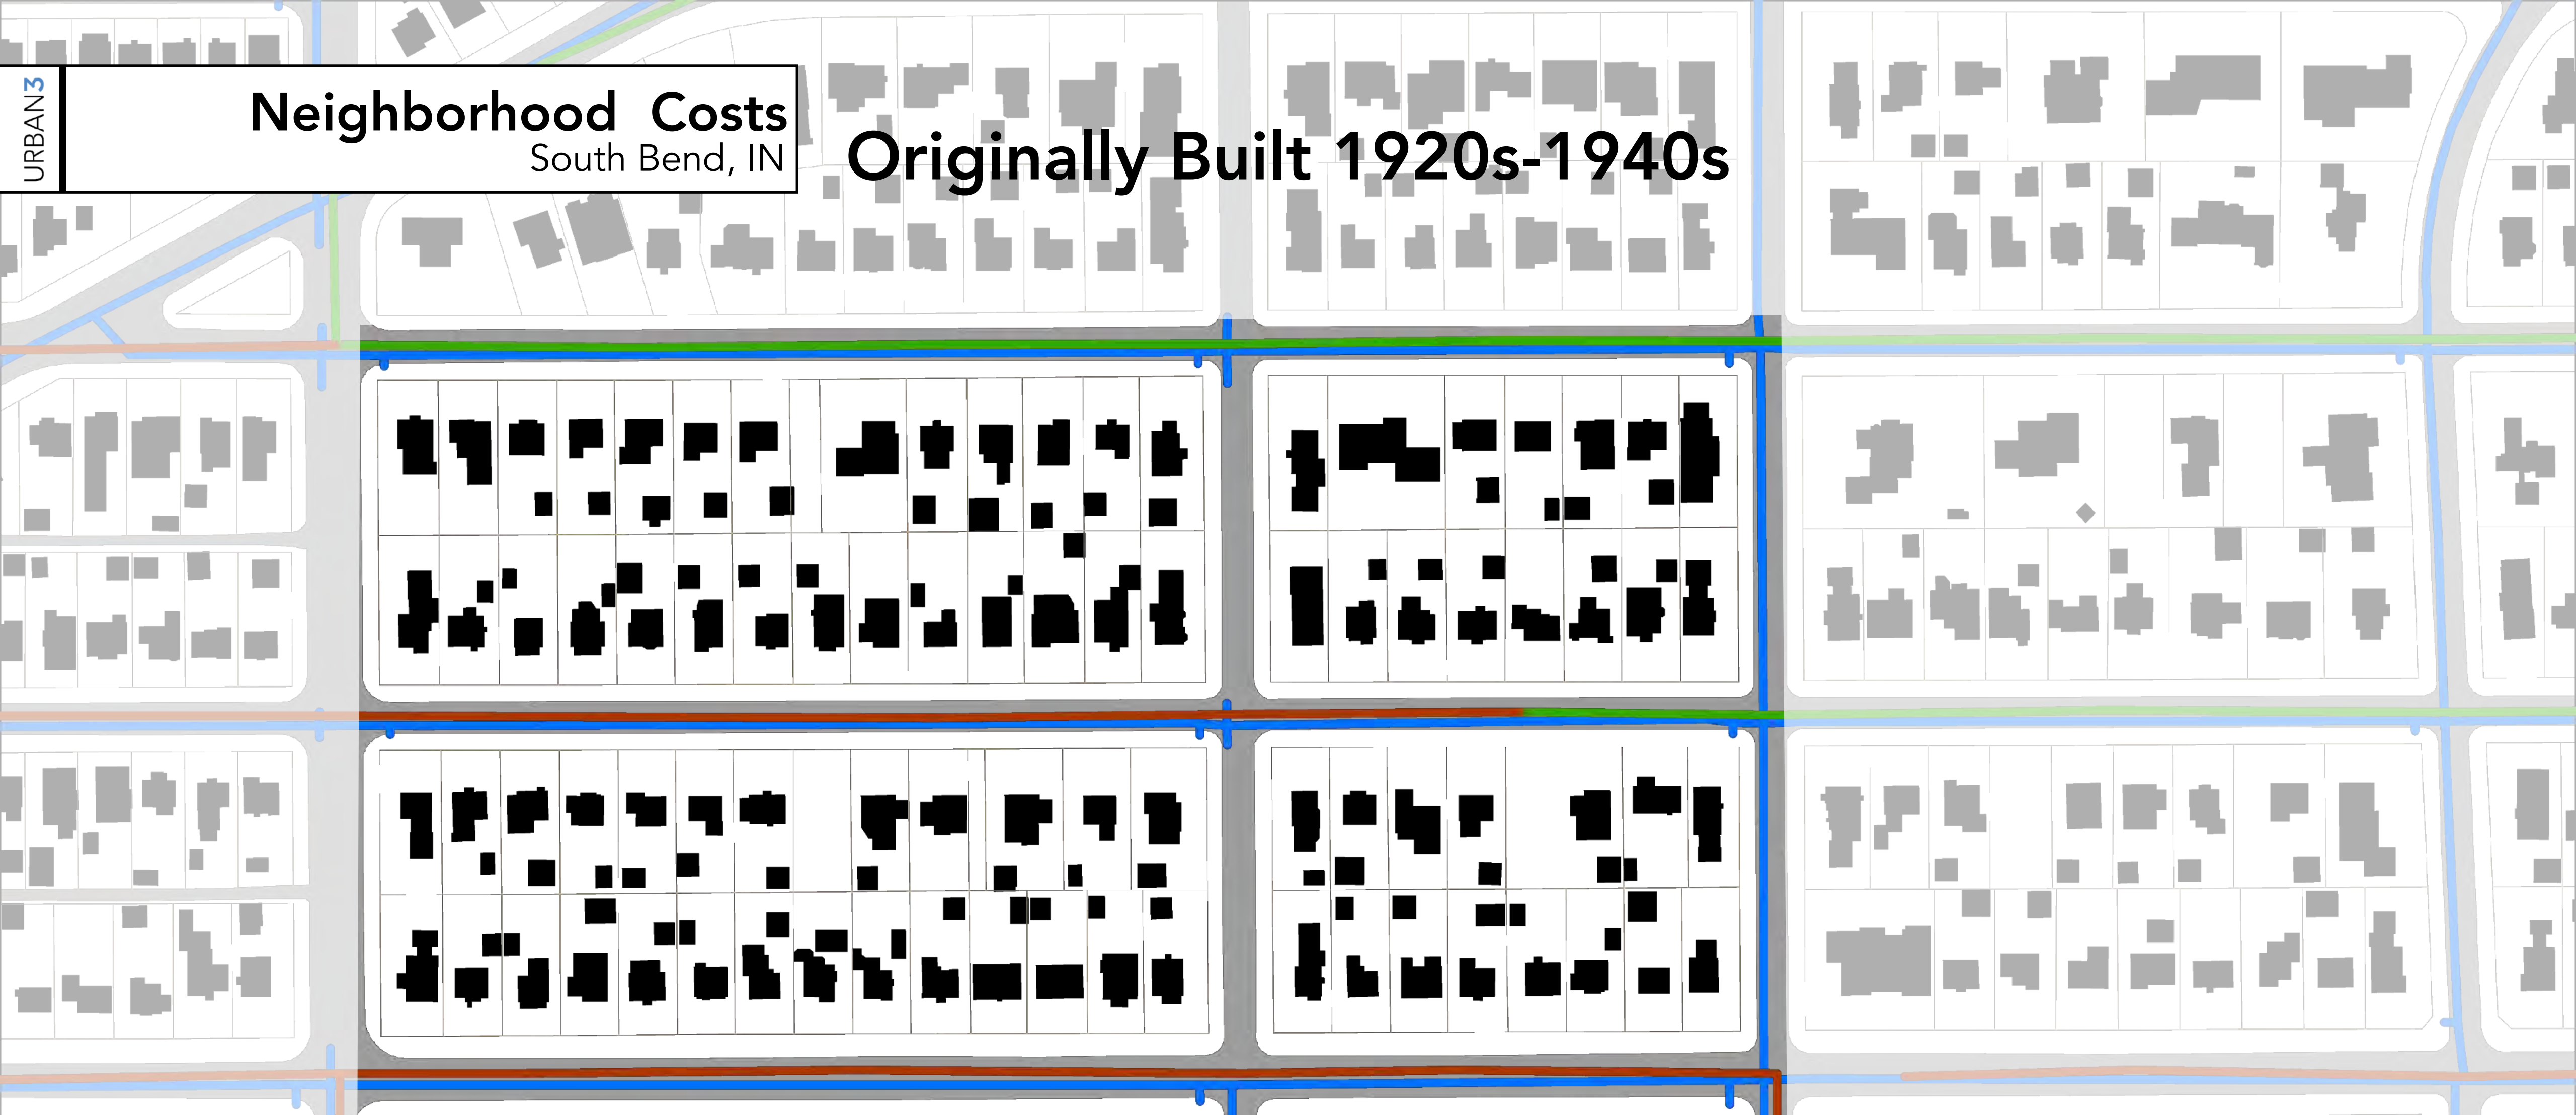 URBAN3
Neighborhood Costs
South Bend, IN
Originally Built 1920s-1940s